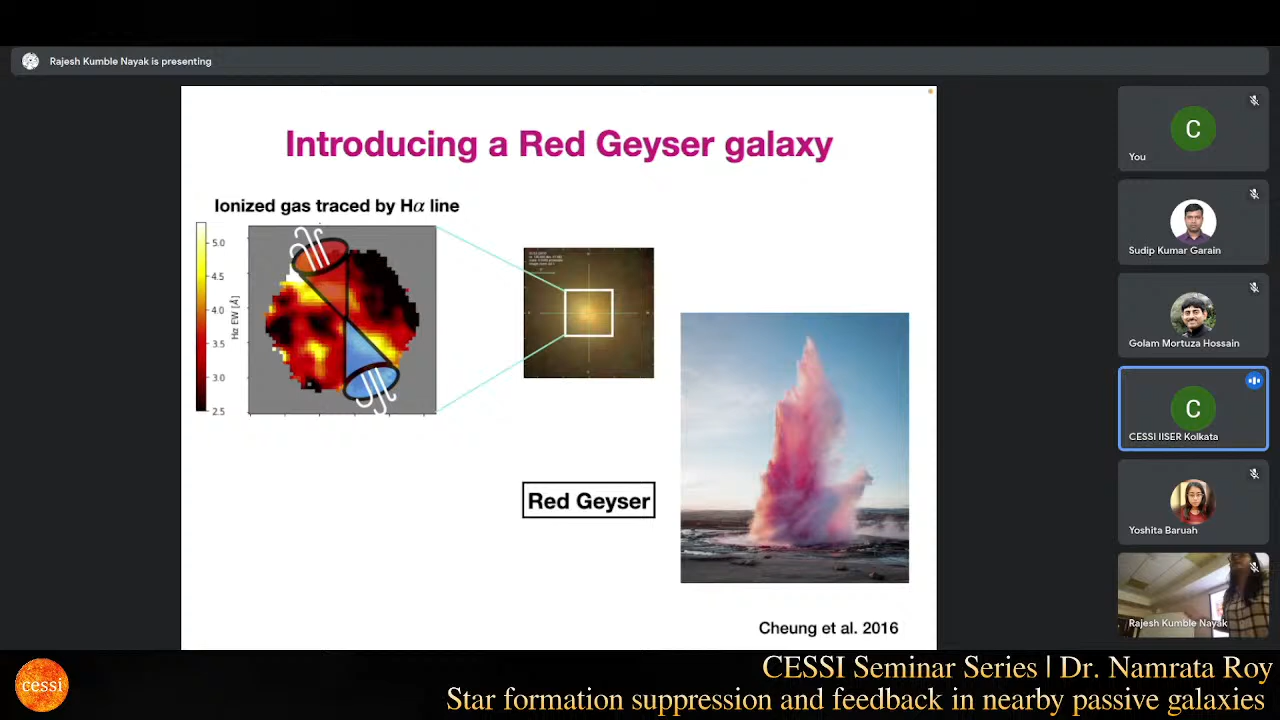 Rajesh Kumble Nayak is presenting
Introducing a Red Geyser galaxy
Ionized gas traced by Hα line
5.0
4.5
4.0
3.5
3.0
2.5
Hα EW [Å]
Red Geyser
Cheung et al. 2016
C
You
Sudip Kumar Garain
Golam Mortuza Hossain
C
CESSI IISER Kolkata
Yoshita Baruah
Rajesh Kumble Nayak
cessi
CESSI Seminar Series | Dr. Namrata Roy
Star formation suppression and feedback in nearby passive galaxies